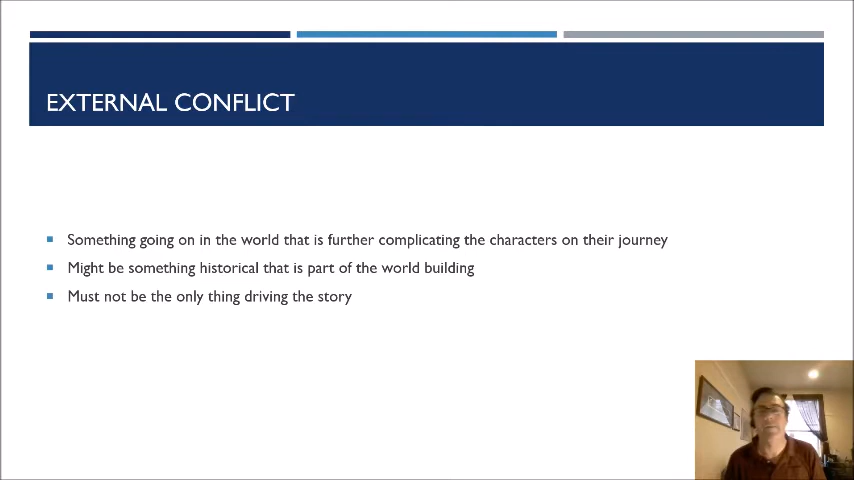 EXTERNAL CONFLICT
Something going on in the world that is further complicating the characters on their journey
Might be something historical that is part of the world building
Must not be the only thing driving the story